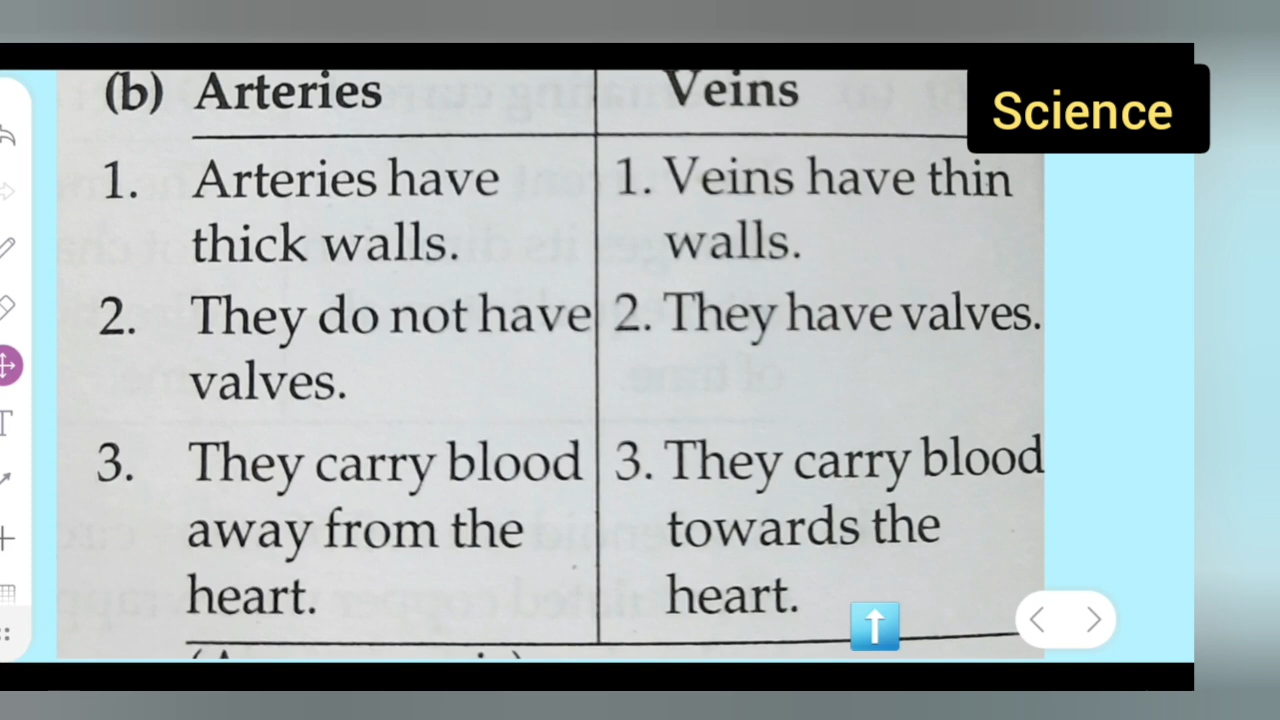 (b) Arteries Veins
Science
1. Arteries have 1. Veins have thin
thick walls. walls.
2. They do not have 2. They have valves.
valves.
3. They carry blood 3. They carry blood
away from the towards the
heart. heart.